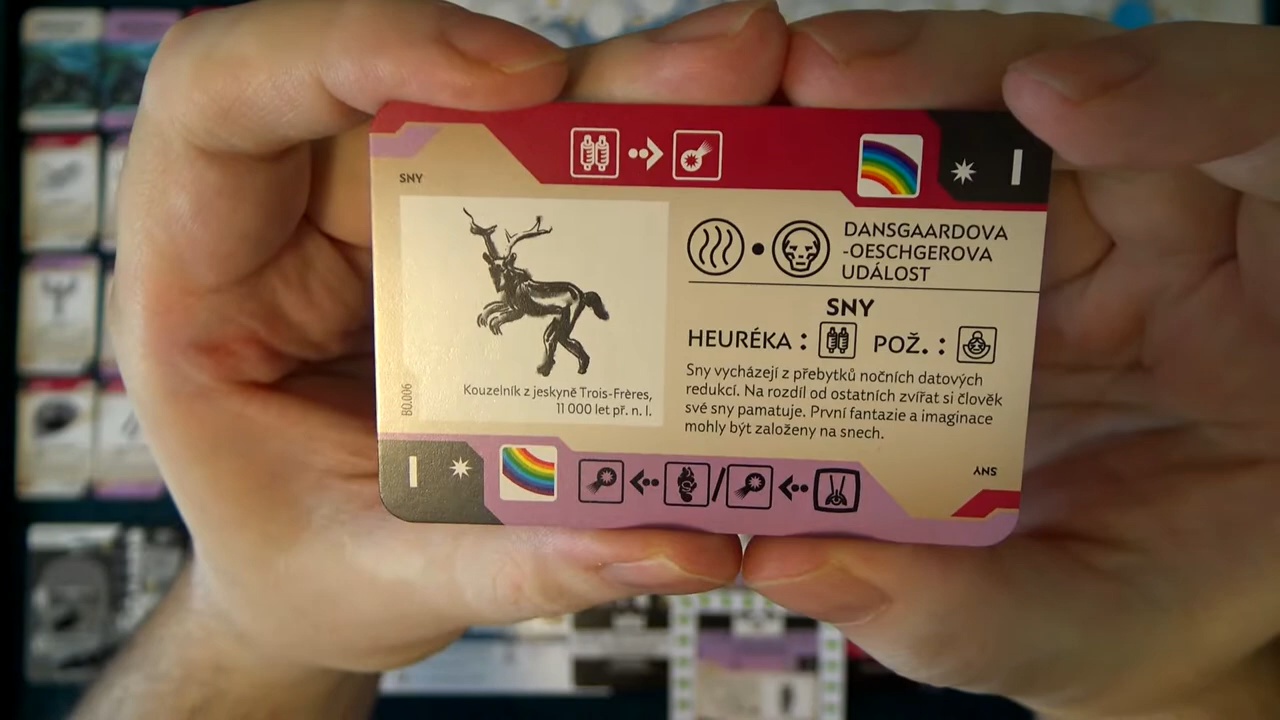 SNY
I
DANSGAARDOVA
-OESCHGEROVA
UDÁLOST
SNY
HEURÉKA : POŽ. :
Sny vycházejí z přebytků nočních datových
redukcí. Na rozdíl od ostatních zvířat si člověk
své sny pamatuje. První fantazie a imaginace
mohly být založeny na snech.
Kouzelník z jeskyně Trois-Frères,
11 000 let př. n. l.
B0.006
I
/
SNY